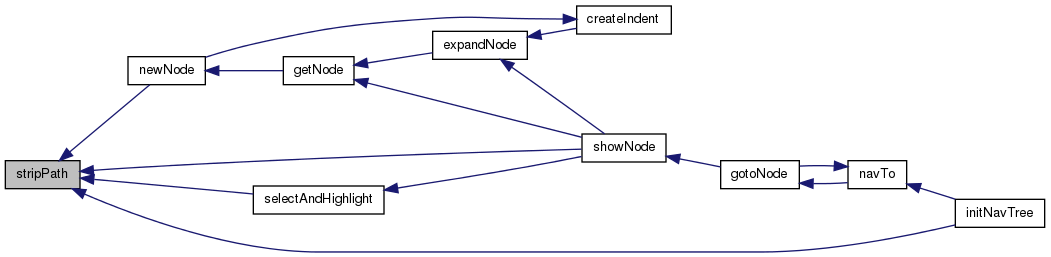 createIndent
expandNode
newNode
getNode
showNode
stripPath
gotoNode
navTo
selectAndHighlight
initNavTree